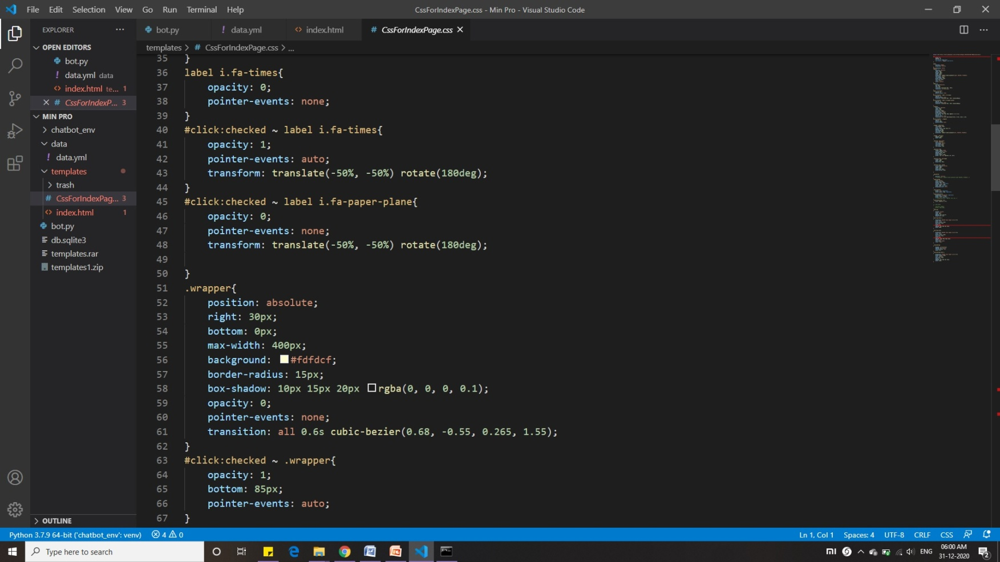 File Edit Selection View Go Run Terminal Help
CssForIndexPage.css - Min Pro - Visual Studio Code
EXPLORER
bot.py
data.yml
index.html
CssForIndexPage.css
templates > # CssForIndexPage.css > ...
OPEN EDITORS
bot.py
data.yml data
index.html te... 1
CssForIndexP... 3
MIN PRO
chatbot_env
data
data.yml
templates
trash
CssForIndexPag... 3
index.html 1
bot.py
db.sqlite3
templates.rar
templates1.zip
OUTLINE
35 }
36 label i.fa-times{
37 opacity: 0;
38 pointer-events: none;
39 }
40 #click:checked ~ label i.fa-times{
41 opacity: 1;
42 pointer-events: auto;
43 transform: translate(-50%, -50%) rotate(180deg);
44 }
45 #click:checked ~ label i.fa-paper-plane{
46 opacity: 0;
47 pointer-events: none;
48 transform: translate(-50%, -50%) rotate(180deg);
49
50 }
51 .wrapper{
52 position: absolute;
53 right: 30px;
54 bottom: 0px;
55 max-width: 400px;
56 background: #fdfdcf;
57 border-radius: 15px;
58 box-shadow: 10px 15px 20px rgba(0, 0, 0, 0.1);
59 opacity: 0;
60 pointer-events: none;
61 transition: all 0.6s cubic-bezier(0.68, -0.55, 0.265, 1.55);
62 }
63 #click:checked ~ .wrapper{
64 opacity: 1;
65 bottom: 85px;
66 pointer-events: auto;
67 }
Python 3.7.9 64-bit ('chatbot_env': venv) 4 0
Ln 1, Col 1 Spaces: 4 UTF-8 CRLF CSS
Type here to search
ENG
06:00 AM
31-12-2020
2